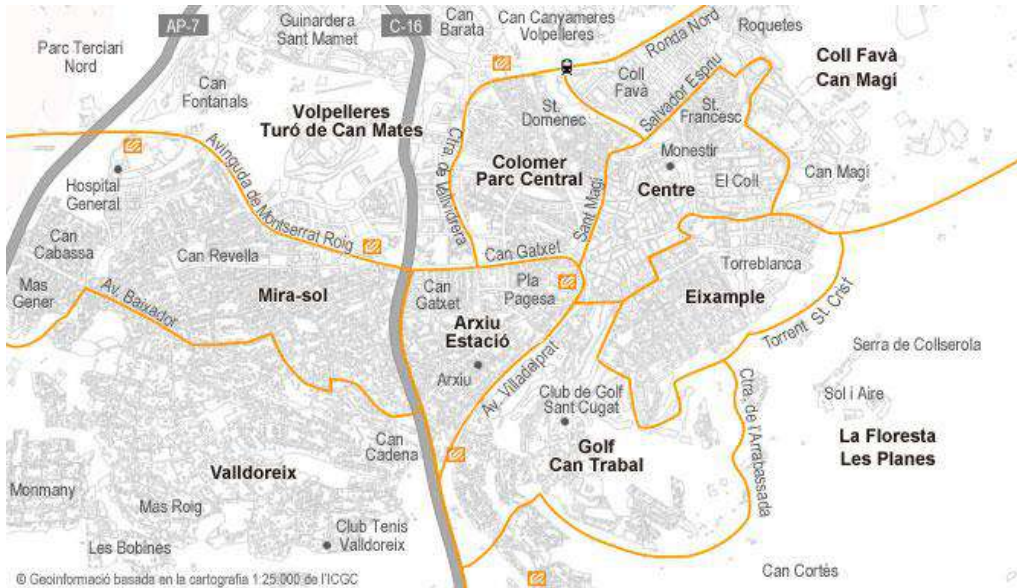 AP-7
Guinardera
Sant Mamet
C-16
Can
Barata
Can Canyameres
Volpelleres
Ronda Nord
Roquetes
Parc Terciari
Nord
Coll Favà
Can Magí
Can
Fontanals
Volpelleres
Turó de Can Mates
Coll
Favà
Salvador Espriu
St.
Domenec
St.
Francesc
Ctra. de Vallvidrera
Colomer
Parc Central
Monestir
Centre
El Coll
Can Magí
Hospital
General
Avinguda de Montserrat Roig
Sant Magí
Can
Cabassa
Can Revella
Can Gatxet
Torreblanca
Mas
Gener
Av. Baixador
Mira-sol
Can
Gatxet
Pla
Pagesa
Eixample
Arxiu
Estació
Torrent St. Crist
Arxiu
Av. Villadalprat
Serra de Collserola
Club de Golf
Sant Cugat
Sol i Aire
Ctra. de l'Arrabassada
Can
Cadena
Golf
Can Trabal
La Floresta
Les Planes
Valldoreix
Monmany
Mas Roig
Les Bobines
Club Tenis
Valldoreix
Can Cortés
© Geoinformació basada en la cartografia 1:25 000 de l'ICGC